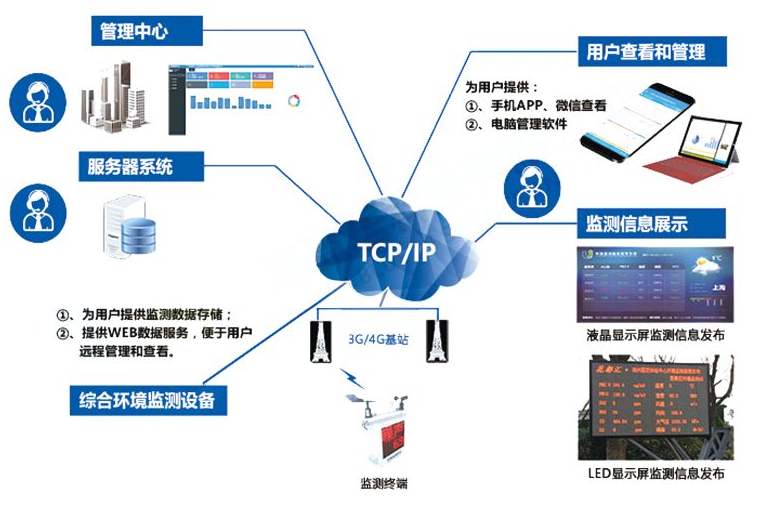 管理中心
用户查看和管理
为用户提供：
①、手机APP、微信查看
②、电脑管理软件
服务器系统
监测信息展示
TCP/IP
1℃
上海
液晶显示屏监测信息发布
①、为用户提供监测数据存储；
②、提供WEB数据服务，便于用户
远程管理和查看。
3G/4G基站
综合环境监测设备
监测终端
LED显示屏监测信息发布